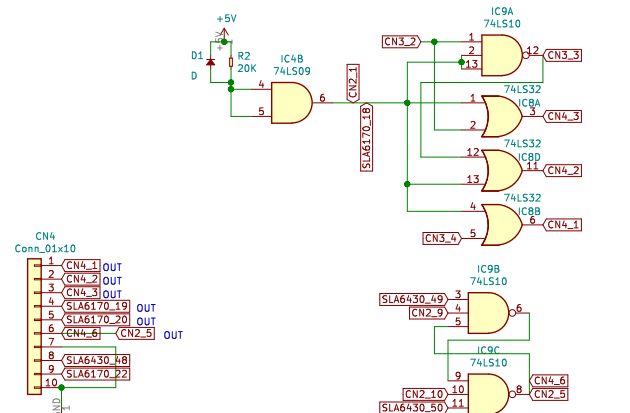 +5V
+5V
D1
D
R2
20K
IC4B
74LS09
4
5
6
CN2_1
SLA6170_18
IC9A
74LS10
CN3_2
1
2
13
12
CN3_3
74LS32
IC8A
1
2
3
CN4_3
74LS32
IC8D
12
13
11
CN4_2
74LS32
IC8B
4
CN3_4
5
6
CN4_1
CN4
Conn_01x10
1
CN4_1
OUT
2
CN4_2
OUT
3
CN4_3
OUT
4
SLA6170_19
OUT
5
SLA6170_20
OUT
6
CN4_6
CN2_5
OUT
7
8
SLA6430_48
9
SLA6170_22
10
ND
1
IC9B
74LS10
SLA6430_49
3
CN2_9
4
5
6
IC9C
74LS10
9
CN2_10
10
SLA6430_50
11
8
CN4_6
CN2_5